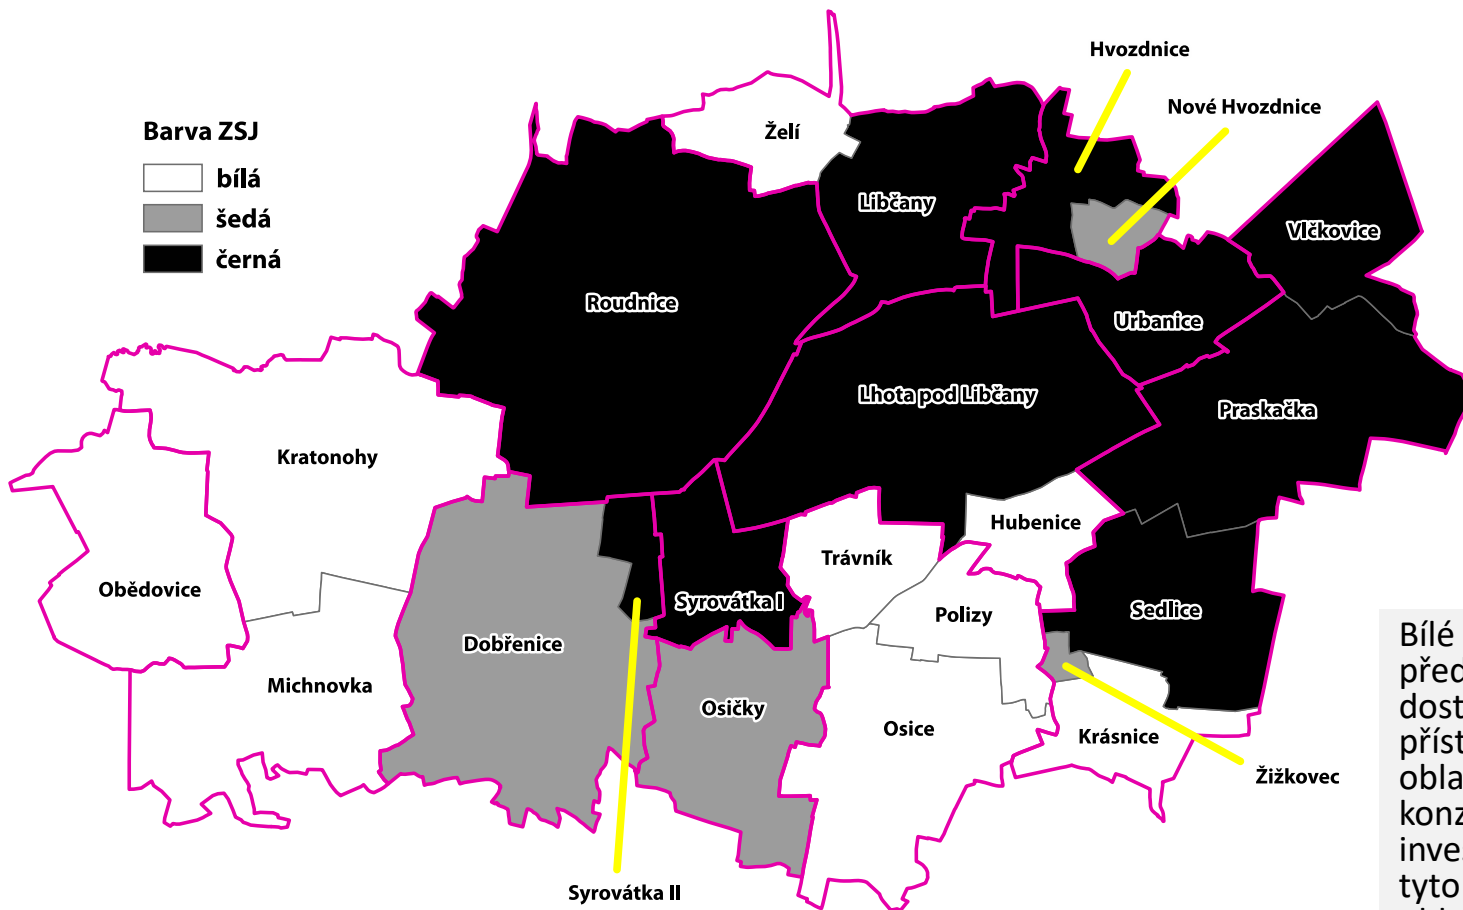 Hvozdnice
Nové Hvozdnice
Želí
Barva ZSJ
bílá
šedá
černá
Libčany
Vlčkovice
Roudnice
Urbanice
Lhota pod Libčany
Praskačka
Kratonohy
Hubenice
Trávník
Obědovice
Syrovátka I
Polizy
Sedlice
Dobřenice
Michnovka
Osičky
Osice
Krásnice
Žižkovec
Syrovátka II
Bílé
před
dost
příst
obla
konz
inve
tyto